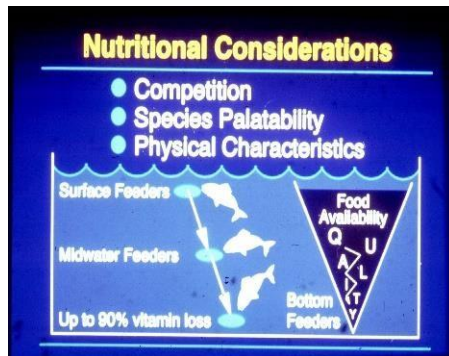 Nutritional Considerations
Competition
Species Palatability
Physical Characteristics
Surface Feeders
Midwater Feeders
Up to 90% vitamin loss
Food
Availability
QUALITY
Bottom
Feeders